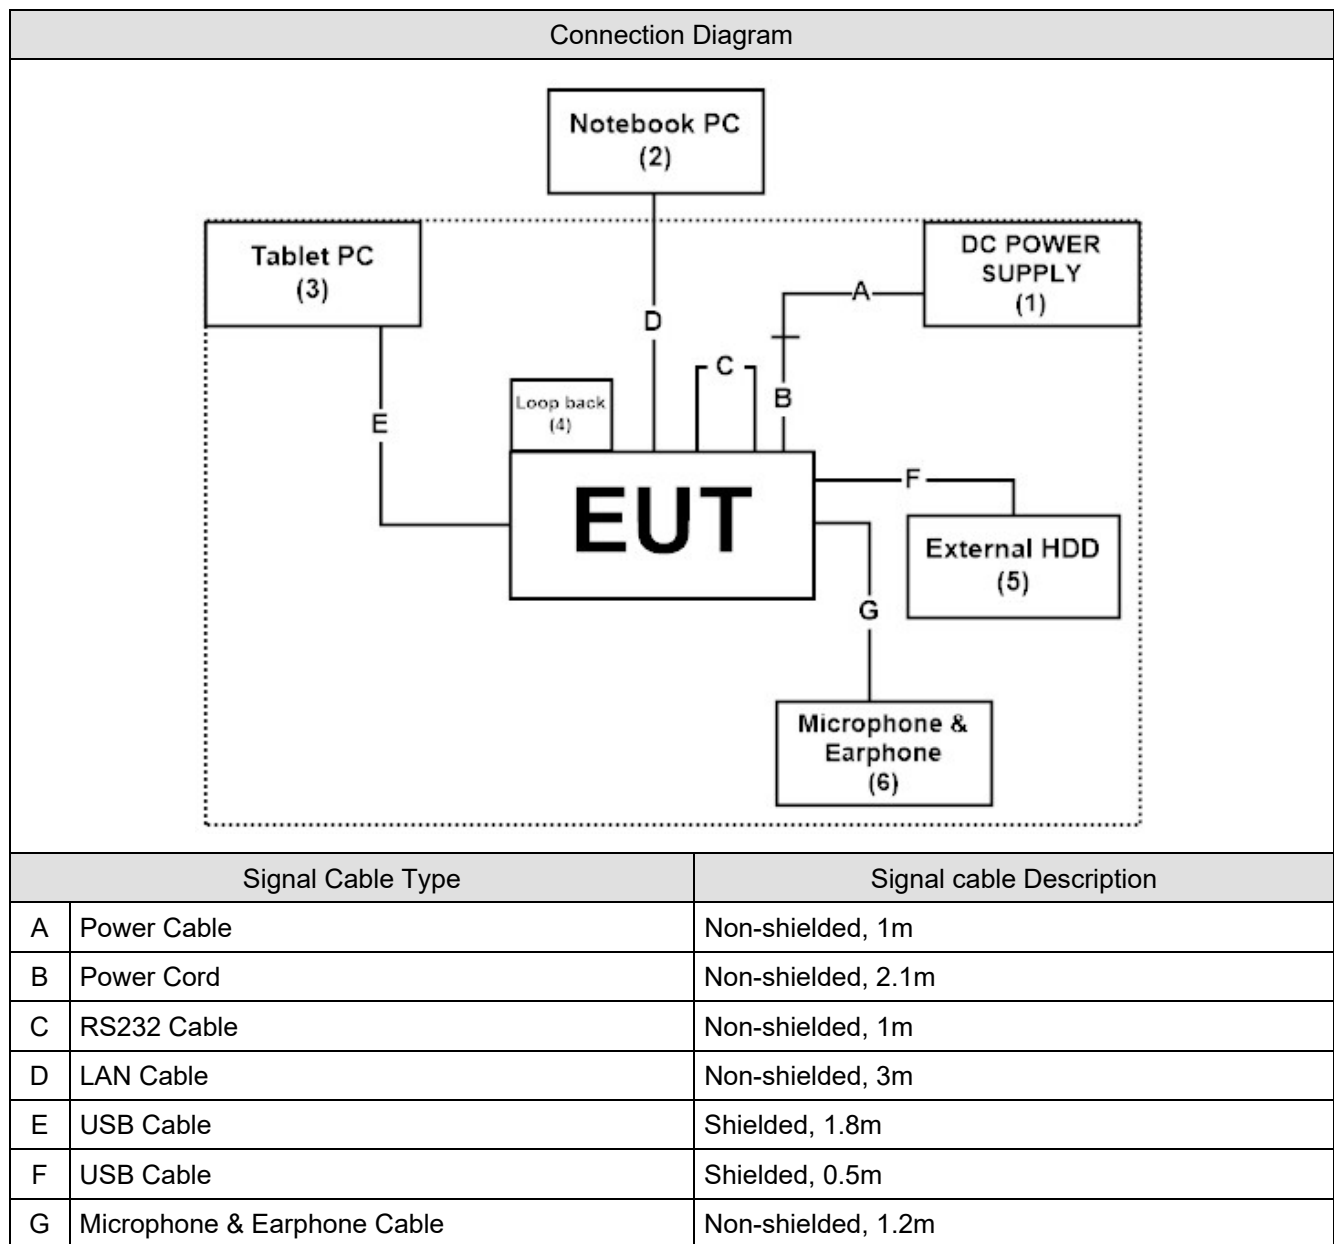 Connection Diagram
Notebook PC
(2)
Tablet PC
(3)
DC POWER
SUPPLY
(1)
A
D
C
B
E
Loop back
(4)
EUT
F
External HDD
(5)
G
Microphone &
Earphone
(6)
Signal Cable Type Signal cable Description
A Power Cable Non-shielded, 1m
B Power Cord Non-shielded, 2.1m
C RS232 Cable Non-shielded, 1m
D LAN Cable Non-shielded, 3m
E USB Cable Shielded, 1.8m
F USB Cable Shielded, 0.5m
G Microphone & Earphone Cable Non-shielded, 1.2m